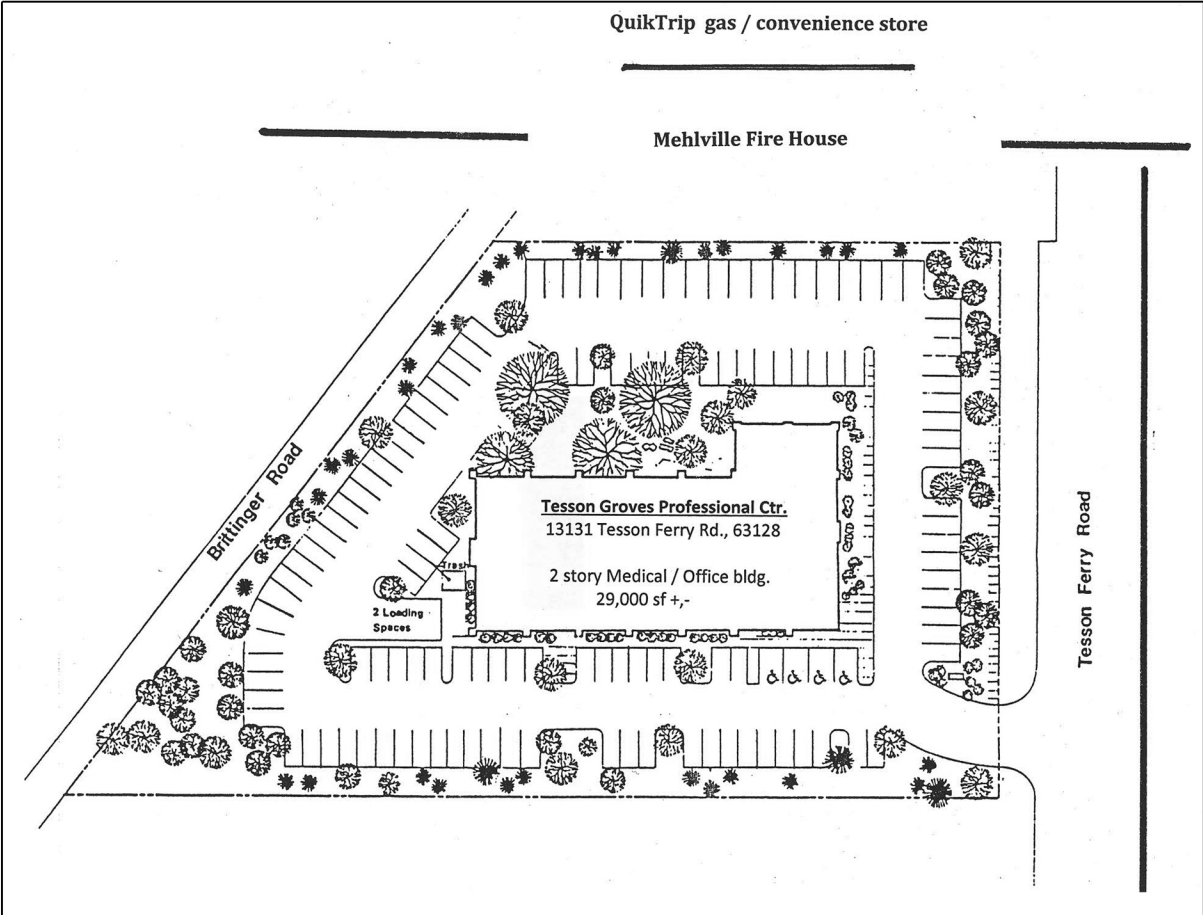 QuikTrip gas / convenience store
Mehlville Fire House
Brittinger Road
Tesson Groves Professional Ctr.
13131 Tesson Ferry Rd., 63128
2 story Medical / Office bldg.
29,000 sf +,-
Trash
2 Loading
Spaces
Tesson Ferry Road